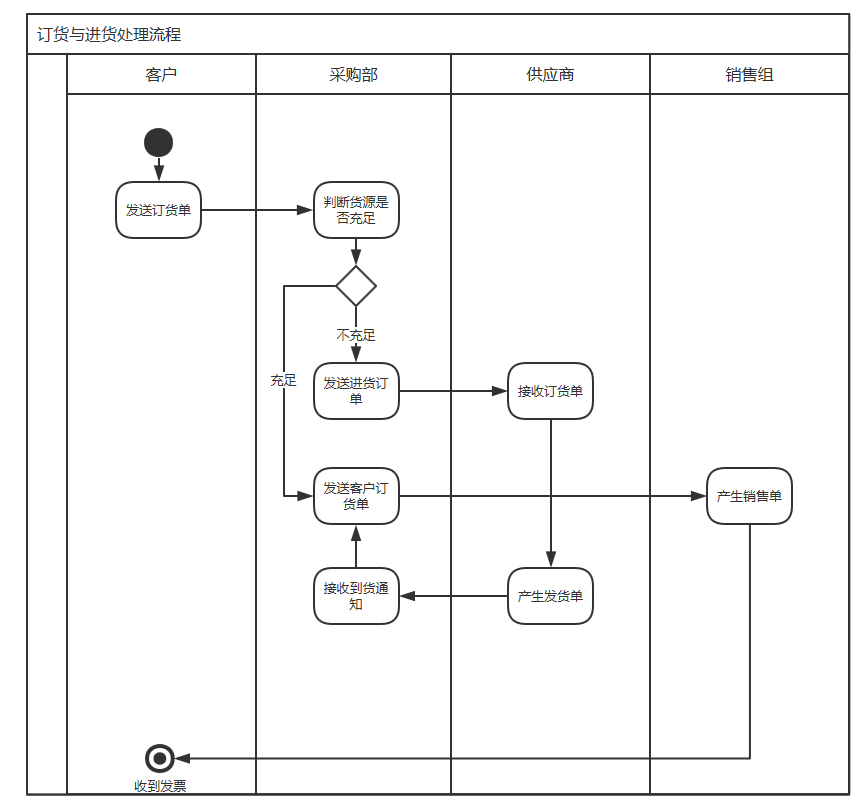 订货与进货处理流程
客户
采购部
供应商
销售组
发送订货单
判断货源是
否充足
不充足
充足
发送进货订
单
接收订货单
发送客户订
货单
产生销售单
接收到货通
知
产生发货单
收到发票